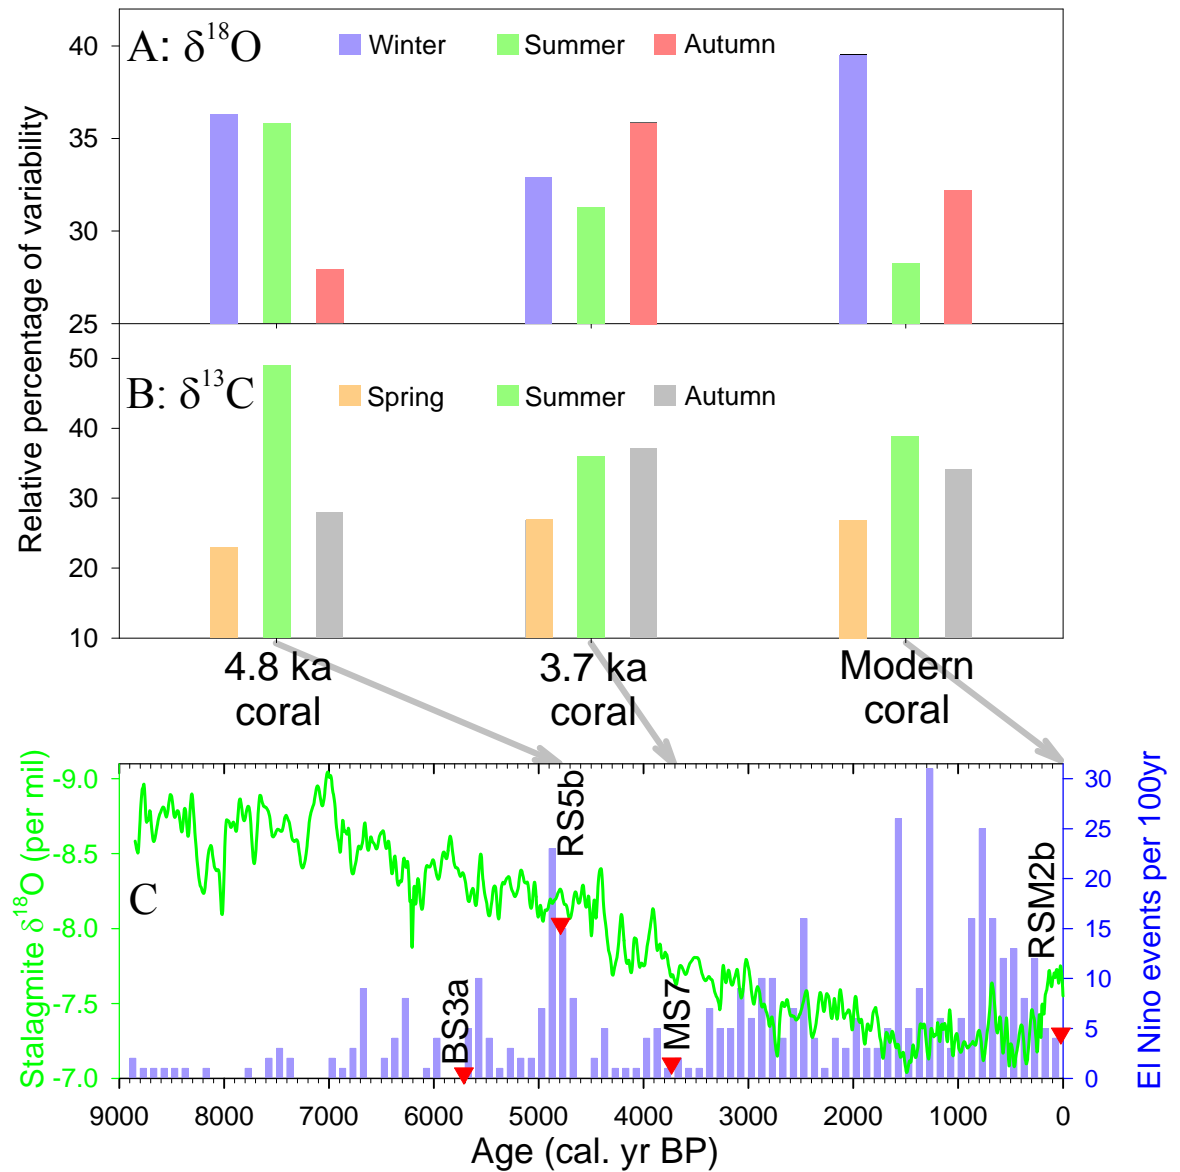 A: δ18O
Winter
Summer
Autumn
40
35
30
25
Relative percentage of variability
B: δ13C
Spring
Summer
Autumn
50
40
30
20
10
4.8 ka
coral
3.7 ka
coral
Modern
coral
Stalagmite δ18O (per mil)
-9.0
-8.5
-8.0
-7.5
-7.0
C
BS3a
RS5b
MS7
RSM2b
30
25
20
15
10
5
0
El Nino events per 100yr
9000
8000
7000
6000
5000
4000
3000
2000
1000
0
Age (cal. yr BP)